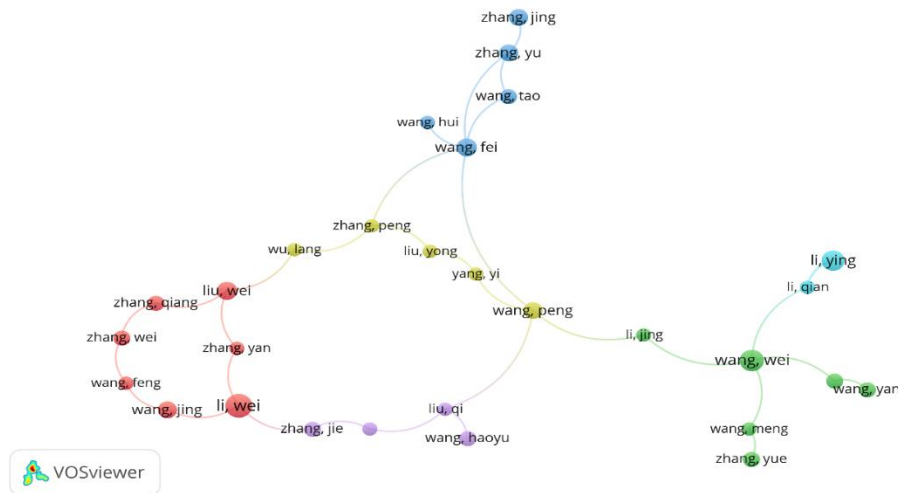 zhang, jing
zhang, yu
wang, tao
wang, hui
wang, fei
zhang, peng
wu, lang
liu, yong
yang, yi
li, ying
li, qian
liu, wei
zhang, qiang
wang, peng
zhang, wei
zhang, yan
li, jing
wang, wei
wang, feng
wang, yan
wang, jing
li, wei
liu, qi
zhang, jie
wang, meng
wang, haoyu
zhang, yue
VOSviewer